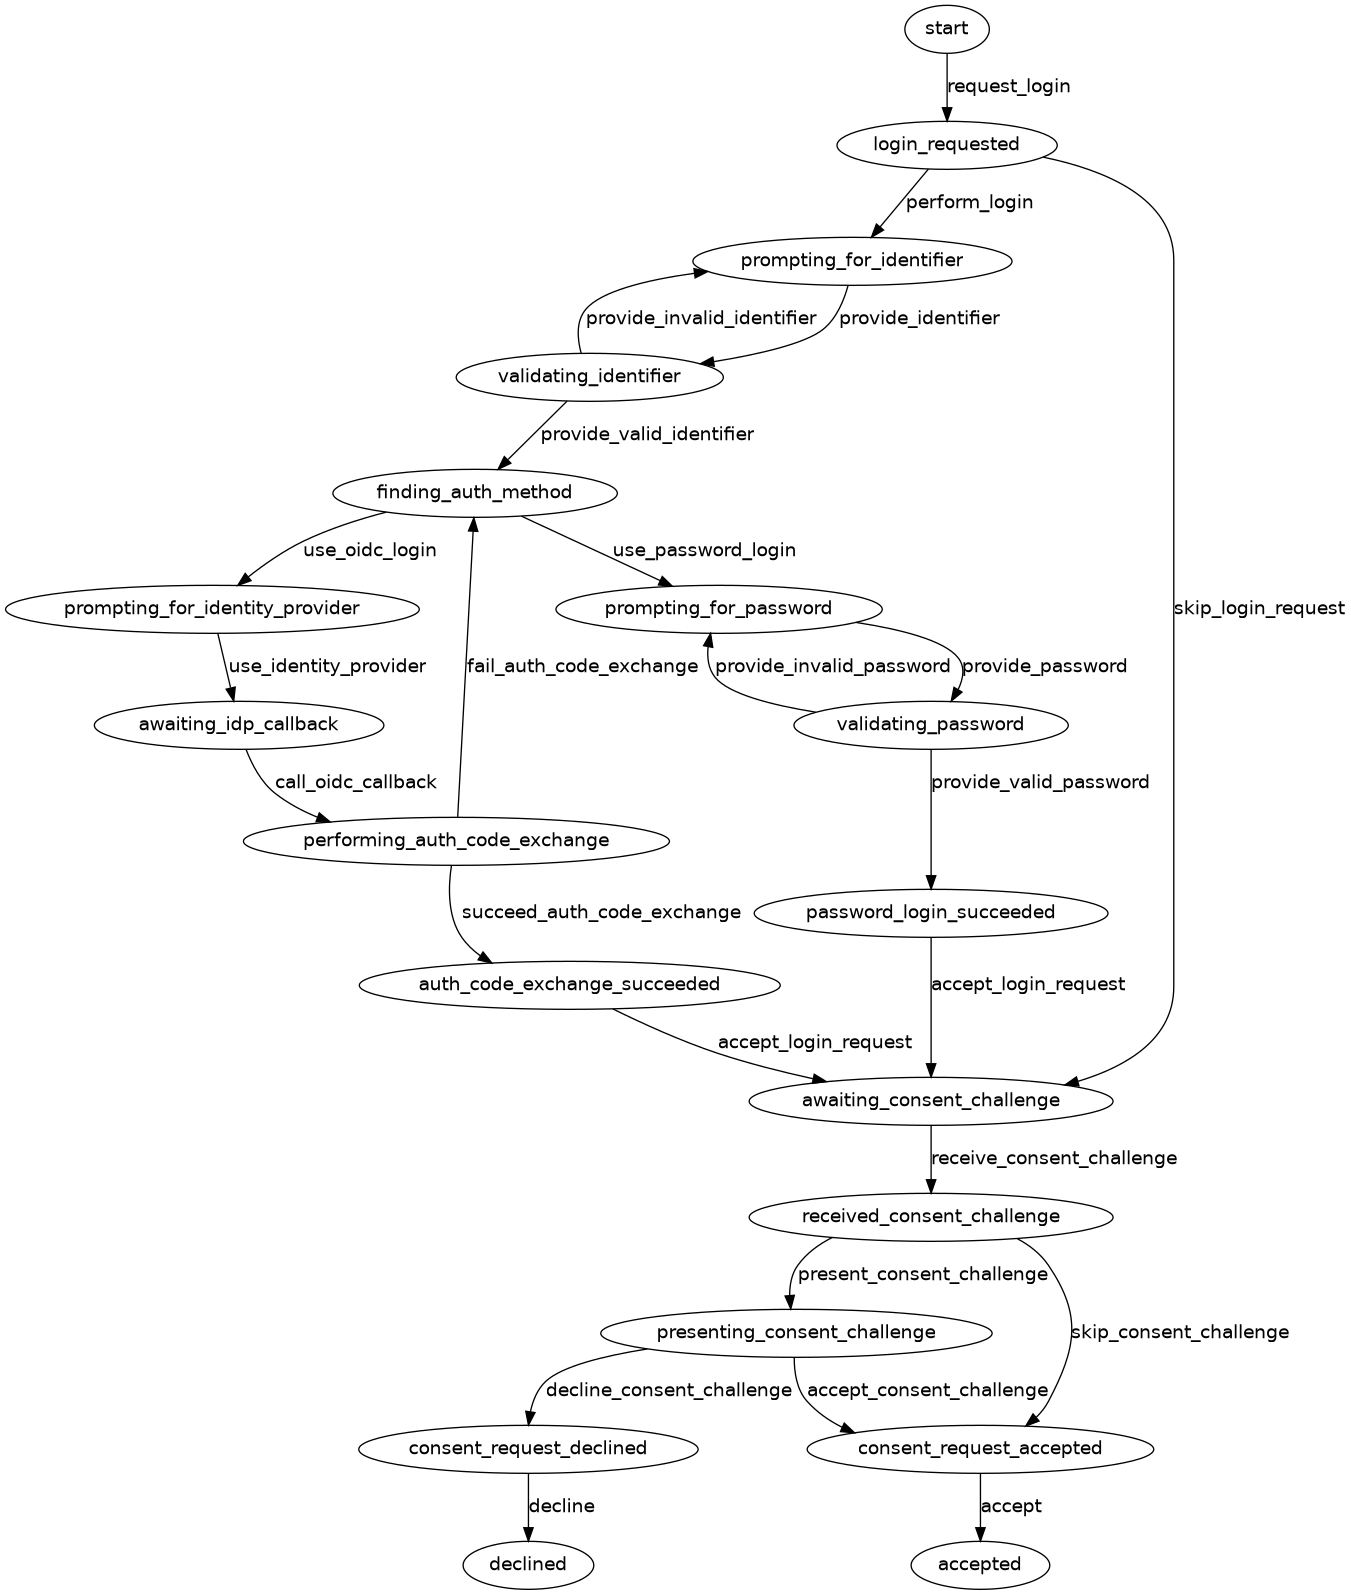 start
request_login
login_requested
perform_login
prompting_for_identifier
provide_invalid_identifier
provide_identifier
validating_identifier
provide_valid_identifier
finding_auth_method
use_oidc_login
use_password_login
prompting_for_identity_provider
prompting_for_password
skip_login_request
use_identity_provider
fail_auth_code_exchange
provide_invalid_password
provide_password
awaiting_idp_callback
validating_password
call_oidc_callback
provide_valid_password
performing_auth_code_exchange
succeed_auth_code_exchange
password_login_succeeded
auth_code_exchange_succeeded
accept_login_request
accept_login_request
awaiting_consent_challenge
receive_consent_challenge
received_consent_challenge
present_consent_challenge
presenting_consent_challenge
skip_consent_challenge
decline_consent_challenge
accept_consent_challenge
consent_request_declined
consent_request_accepted
decline
accept
declined
accepted